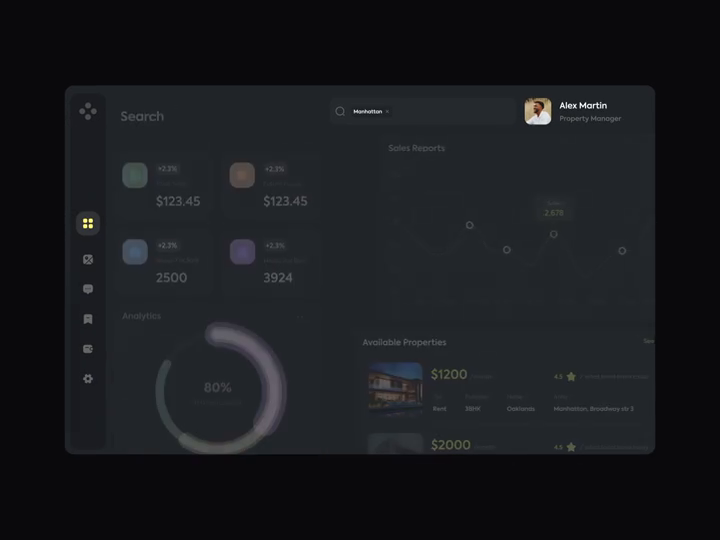 Search
Manhattan ×
Alex Martin
Property Manager
+2.3%
$123.45
+2.3%
$123.45
+2.3%
2500
+2.3%
3924
Sales Reports
2,678
Analytics
80%
Available Properties
$1200
4.5
Rent
3BHK
Oaklands
Manhattan, Broadway str 3
$2000
4.5